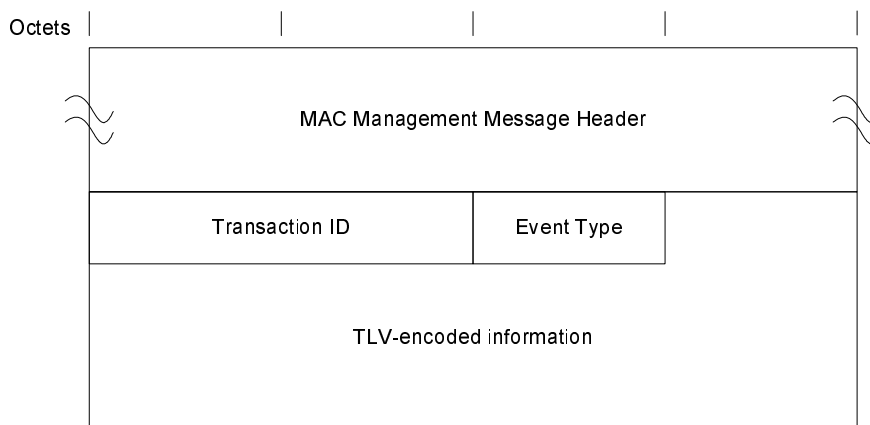 Octets
MAC Management Message Header
Transaction ID
Event Type
TLV-encoded information